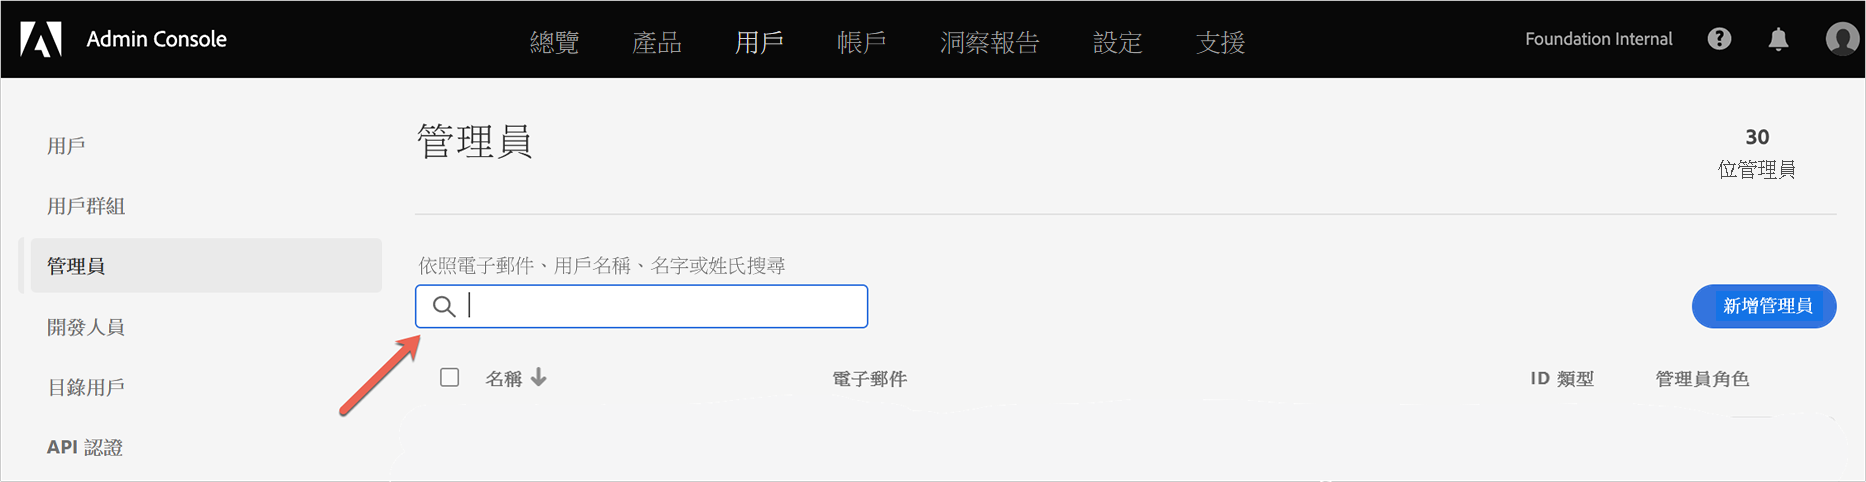 Admin Console 總覽 產品 用戶 帳戶 洞察報告 設定 支援 Foundation Internal
用戶
用戶群組
管理員
開發人員
目錄用戶
API 認證
管理員
30
位管理員
依照電子郵件、用戶名稱、名字或姓氏搜尋
新增管理員
名稱 電子郵件 ID 類型 管理員角色